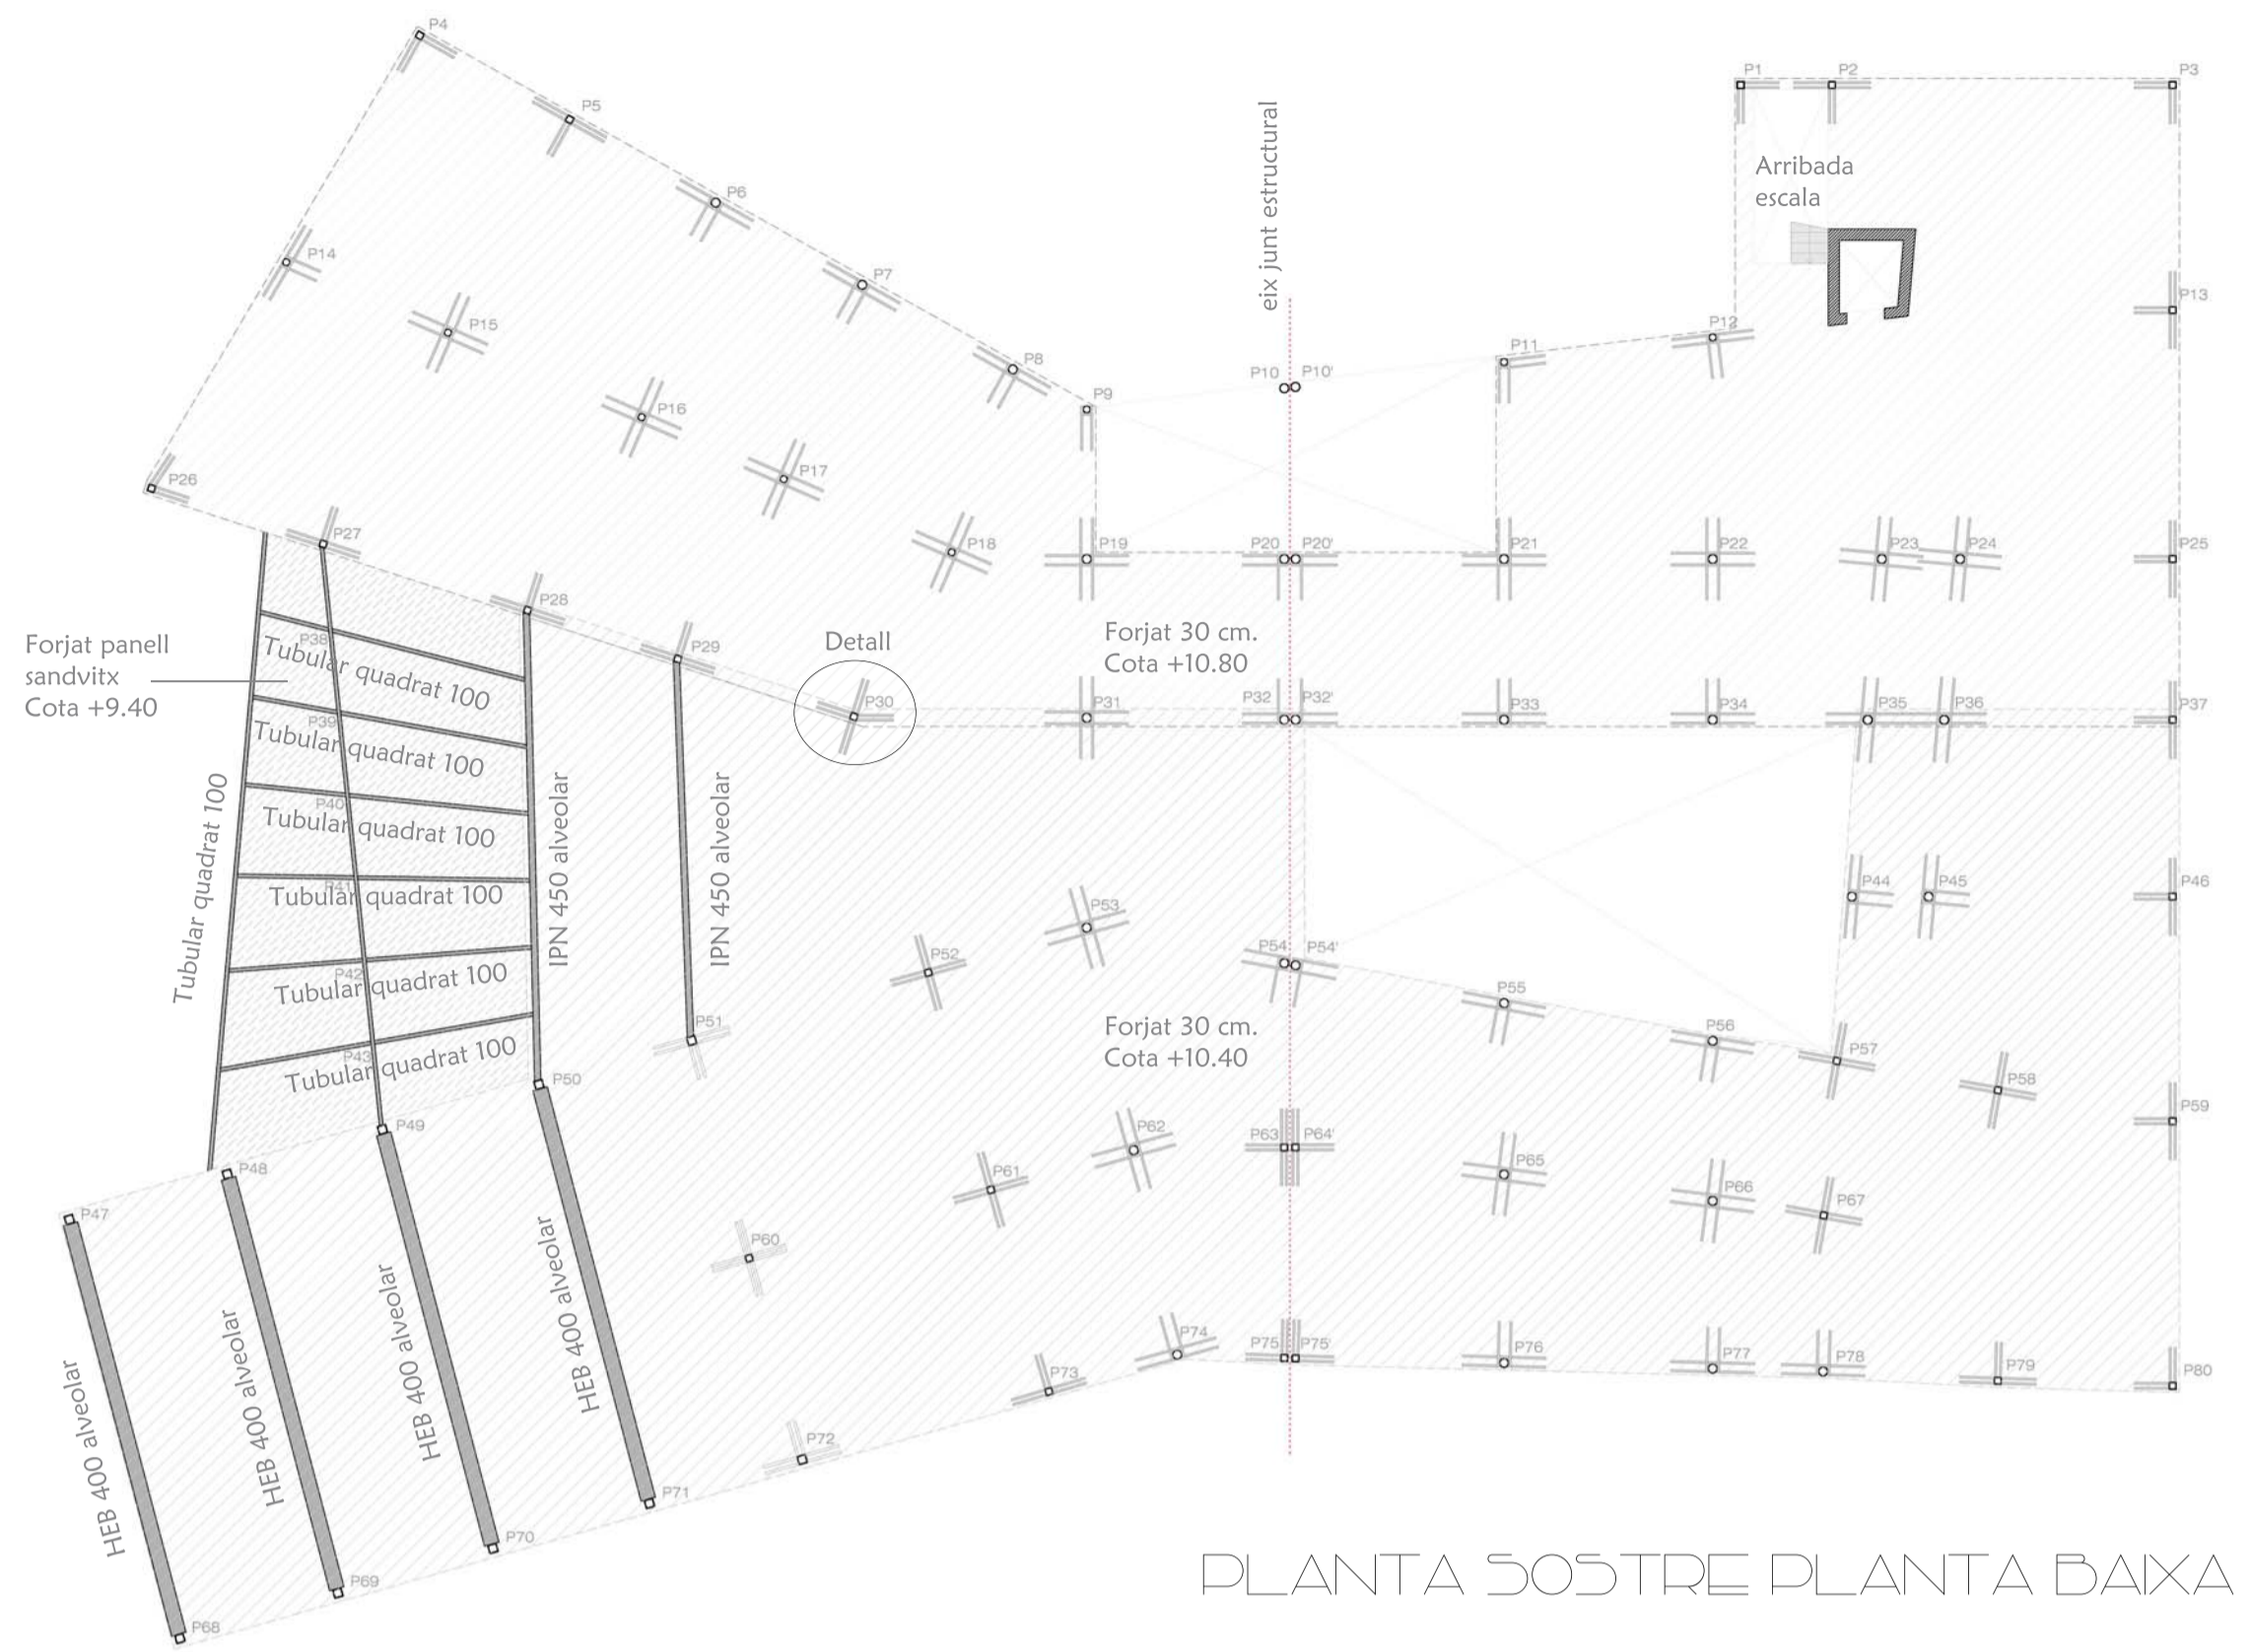 P4
P1
P2
P3
P5
eix junt estructural
Arribada
escala
P6
P14
P7
P13
P15
P12
P11
P8
P10
P10'
P9
P16
P17
P26
P27
P18
P19
P20
P20'
P21
P22
P23
P24
P25
P28
Forjat panell
sandvitx
Cota +9.40
P38
Tubular quadrat 100
P29
Detall
Forjat 30 cm.
Cota +10.80
P30
P31
P32
P32'
P33
P34
P35
P36
P37
P39
Tubular quadrat 100
P40
Tubular quadrat 100
Tubular quadrat 100
IPN 450 alveolar
IPN 450 alveolar
P41
Tubular quadrat 100
P44
P45
P46
P53
P52
P54
P54'
P42
Tubular quadrat 100
P55
P51
Forjat 30 cm.
Cota +10.40
P56
P57
P43
Tubular quadrat 100
P50
P58
P59
P49
P62
P63
P64'
P48
P61
P65
P66
P67
P47
P60
HEB 400 alveolar
HEB 400 alveolar
HEB 400 alveolar
HEB 400 alveolar
P74
P75
P75'
P76
P77
P78
P79
P80
P73
P72
P71
P70
P69
P68
PLANTA SOSTRE PLANTA BAIXA